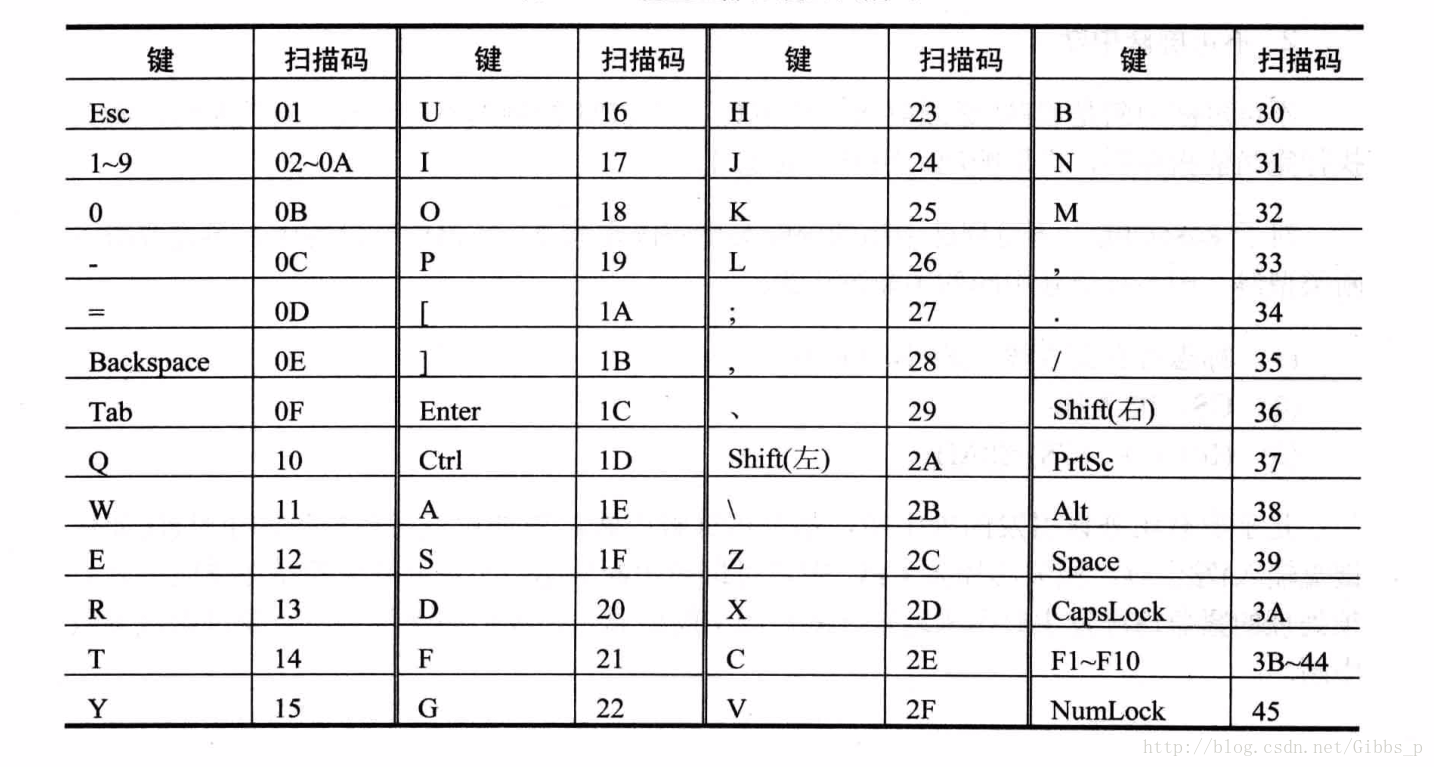 键 扫描码 键 扫描码 键 扫描码 键 扫描码
Esc 01 U 16 H 23 B 30
1~9 02~0A I 17 J 24 N 31
0 0B O 18 K 25 M 32
- 0C P 19 L 26 , 33
= 0D [ 1A ; 27 . 34
Backspace 0E ] 1B , 28 / 35
Tab 0F Enter 1C 、 29 Shift(右) 36
Q 10 Ctrl 1D Shift(左) 2A PrtSc 37
W 11 A 1E \ 2B Alt 38
E 12 S 1F Z 2C Space 39
R 13 D 20 X 2D CapsLock 3A
T 14 F 21 C 2E F1~F10 3B~44
Y 15 G 22 V 2F NumLock 45
http://blog.csdn.net/Gibbs_p